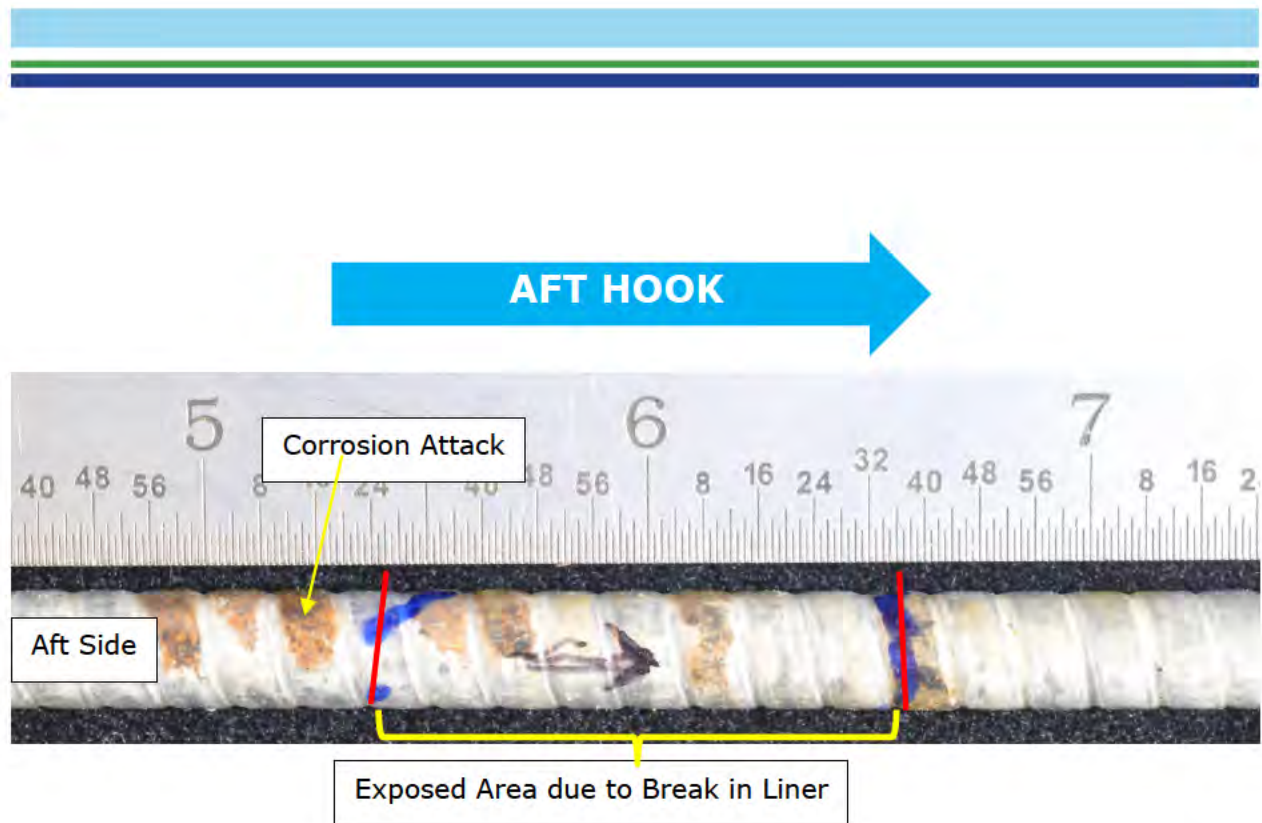 AFT HOOK
5 6 7
40 48 56 8 24 40 48 56 8 16 24 32 40 48 56 8 16 2
Corrosion Attack
Aft Side
Exposed Area due to Break in Liner